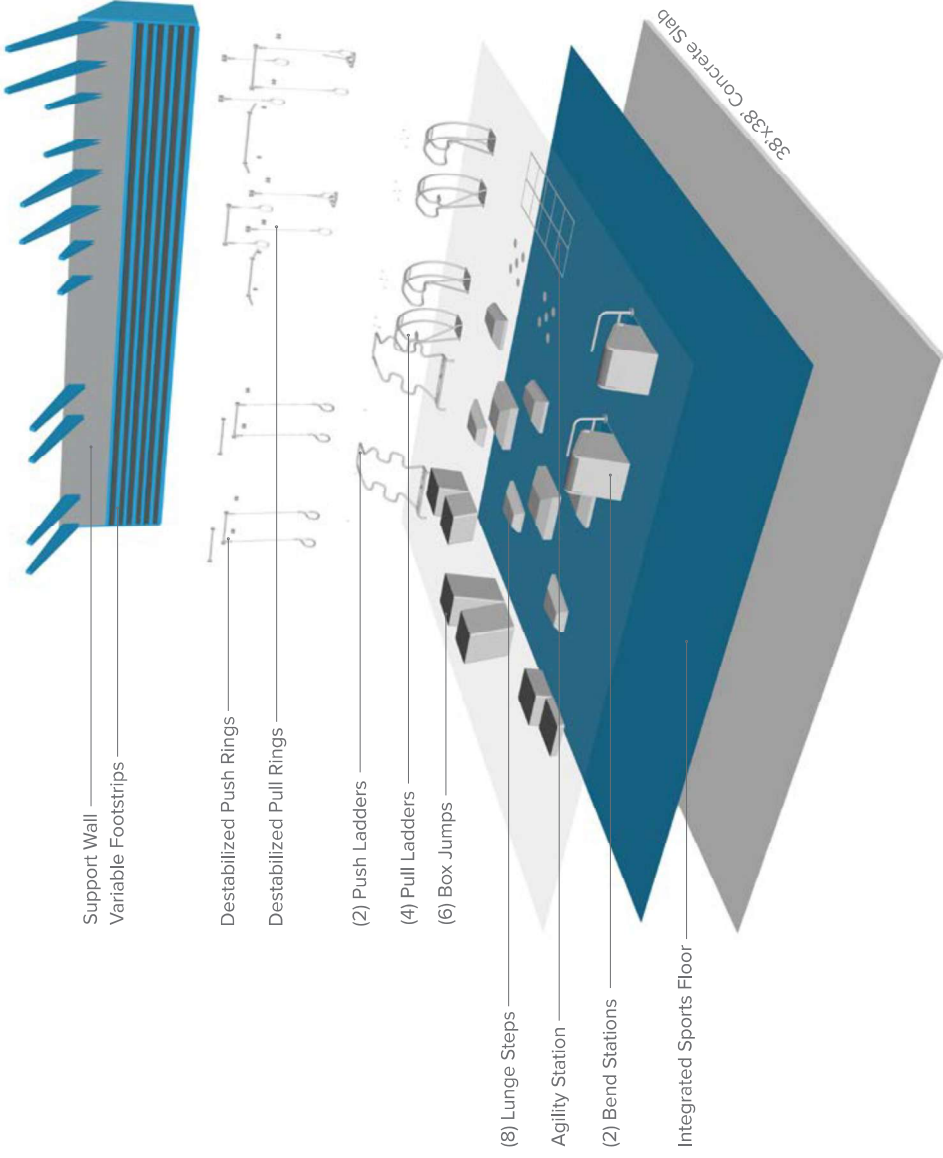 Support Wall
Variable Footstrips
Destabilized Push Rings
Destabilized Pull Rings
(2) Push Ladders
(4) Pull Ladders
(6) Box Jumps
(8) Lunge Steps
Agility Station
(2) Bend Stations
Integrated Sports Floor
38'x38' Concrete Slab